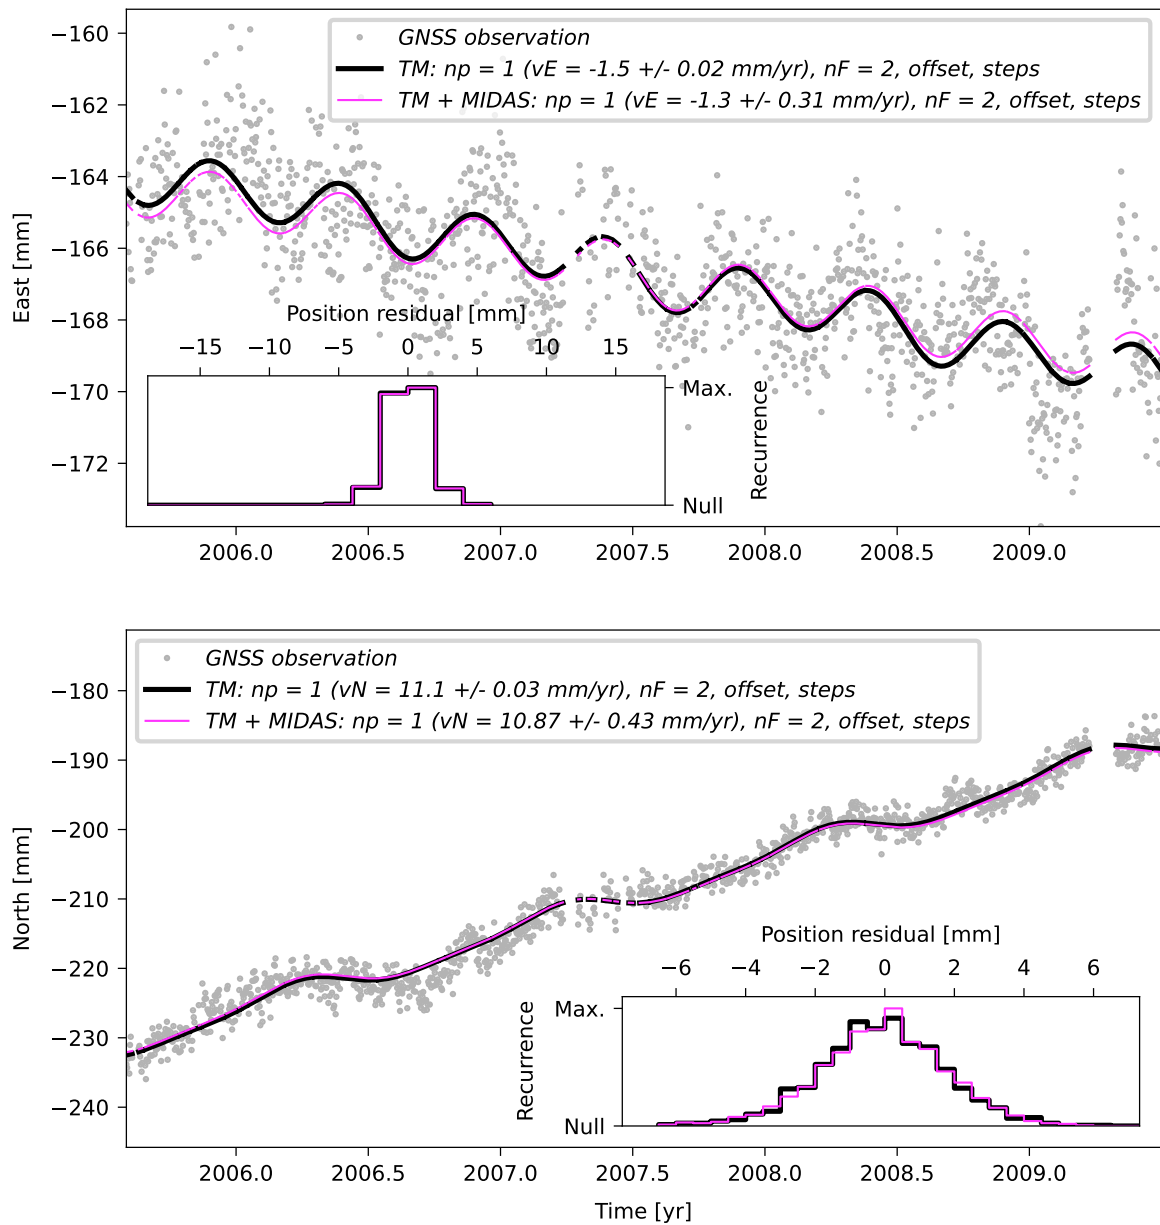 −160
−162
−164
−166
−168
−170
−172
East [mm]
GNSS observation
TM: np = 1 (vE = -1.5 +/- 0.02 mm/yr), nF = 2, offset, steps
TM + MIDAS: np = 1 (vE = -1.3 +/- 0.31 mm/yr), nF = 2, offset, steps
Position residual [mm]
−15 −10 −5 0 5 10 15
Max.
Null
Recurrence
2006.0 2006.5 2007.0 2007.5 2008.0 2008.5 2009.0
−180
−190
−200
−210
−220
−230
−240
North [mm]
GNSS observation
TM: np = 1 (vN = 11.1 +/- 0.03 mm/yr), nF = 2, offset, steps
TM + MIDAS: np = 1 (vN = 10.87 +/- 0.43 mm/yr), nF = 2, offset, steps
Position residual [mm]
−6 −4 −2 0 2 4 6
Max.
Null
Recurrence
2006.0 2006.5 2007.0 2007.5 2008.0 2008.5 2009.0
Time [yr]